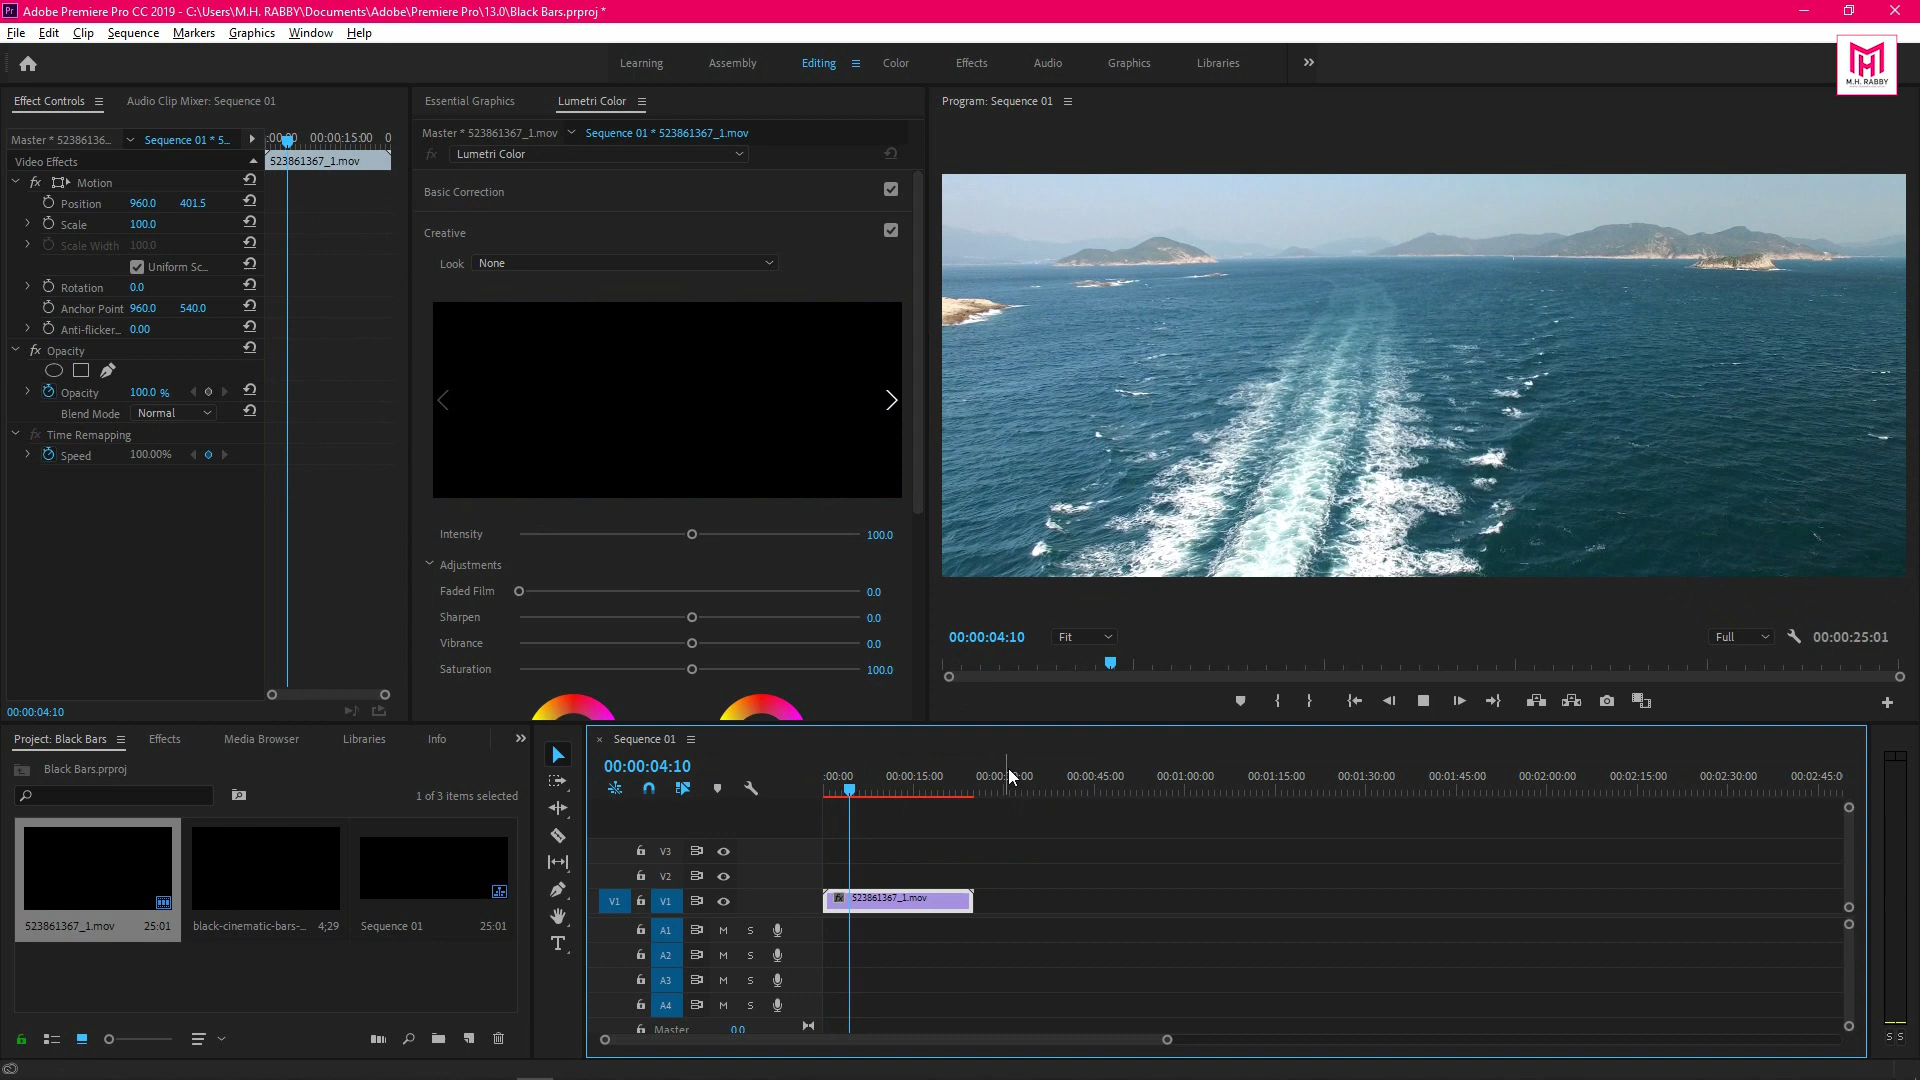 Pr Adobe Premiere Pro CC 2019 - C:\Users\M.H. RABBY\Documents\Adobe\Premiere Pro\13.0\Black Bars.prproj *
File Edit Clip Sequence Markers Graphics Window Help
Learning Assembly Editing Color Effects Audio Graphics Libraries
M.H. RABBY
Effect Controls Audio Clip Mixer: Sequence 01
Master * 52386136... Sequence 01 * 5...
:00:00 00:00:15:00 0
Video Effects
523861367_1.mov
fx Motion
Position 960.0 401.5
Scale 100.0
Scale Width 100.0
Uniform Sc...
Rotation 0.0
Anchor Point 960.0 540.0
Anti-flicker... 0.00
fx Opacity
Opacity 100.0 %
Blend Mode Normal
fx Time Remapping
Speed 100.00%
00:00:04:10
Essential Graphics Lumetri Color
Master * 523861367_1.mov Sequence 01 * 523861367_1.mov
fx Lumetri Color
Basic Correction
Creative
Look None
Intensity 100.0
Adjustments
Faded Film 0.0
Sharpen 0.0
Vibrance 0.0
Saturation 100.0
Program: Sequence 01
00:00:04:10 Fit Full 00:00:25:01
Project: Black Bars Effects Media Browser Libraries Info
Black Bars.prproj
1 of 3 items selected
523861367_1.mov 25:01
black-cinematic-bars-... 4;29
Sequence 01 25:01
× Sequence 01
00:00:04:10
:00:00 00:00:15:00 00:00:45:00 00:01:00:00 00:01:15:00 00:01:30:00 00:01:45:00 00:02:00:00 00:02:15:00 00:02:30:00 00:02:45:0
V3
V2
V1 V1
fx 523861367_1.mov
A1 M S
A2 M S
A3 M S
A4 M S
Master 0.0
S S